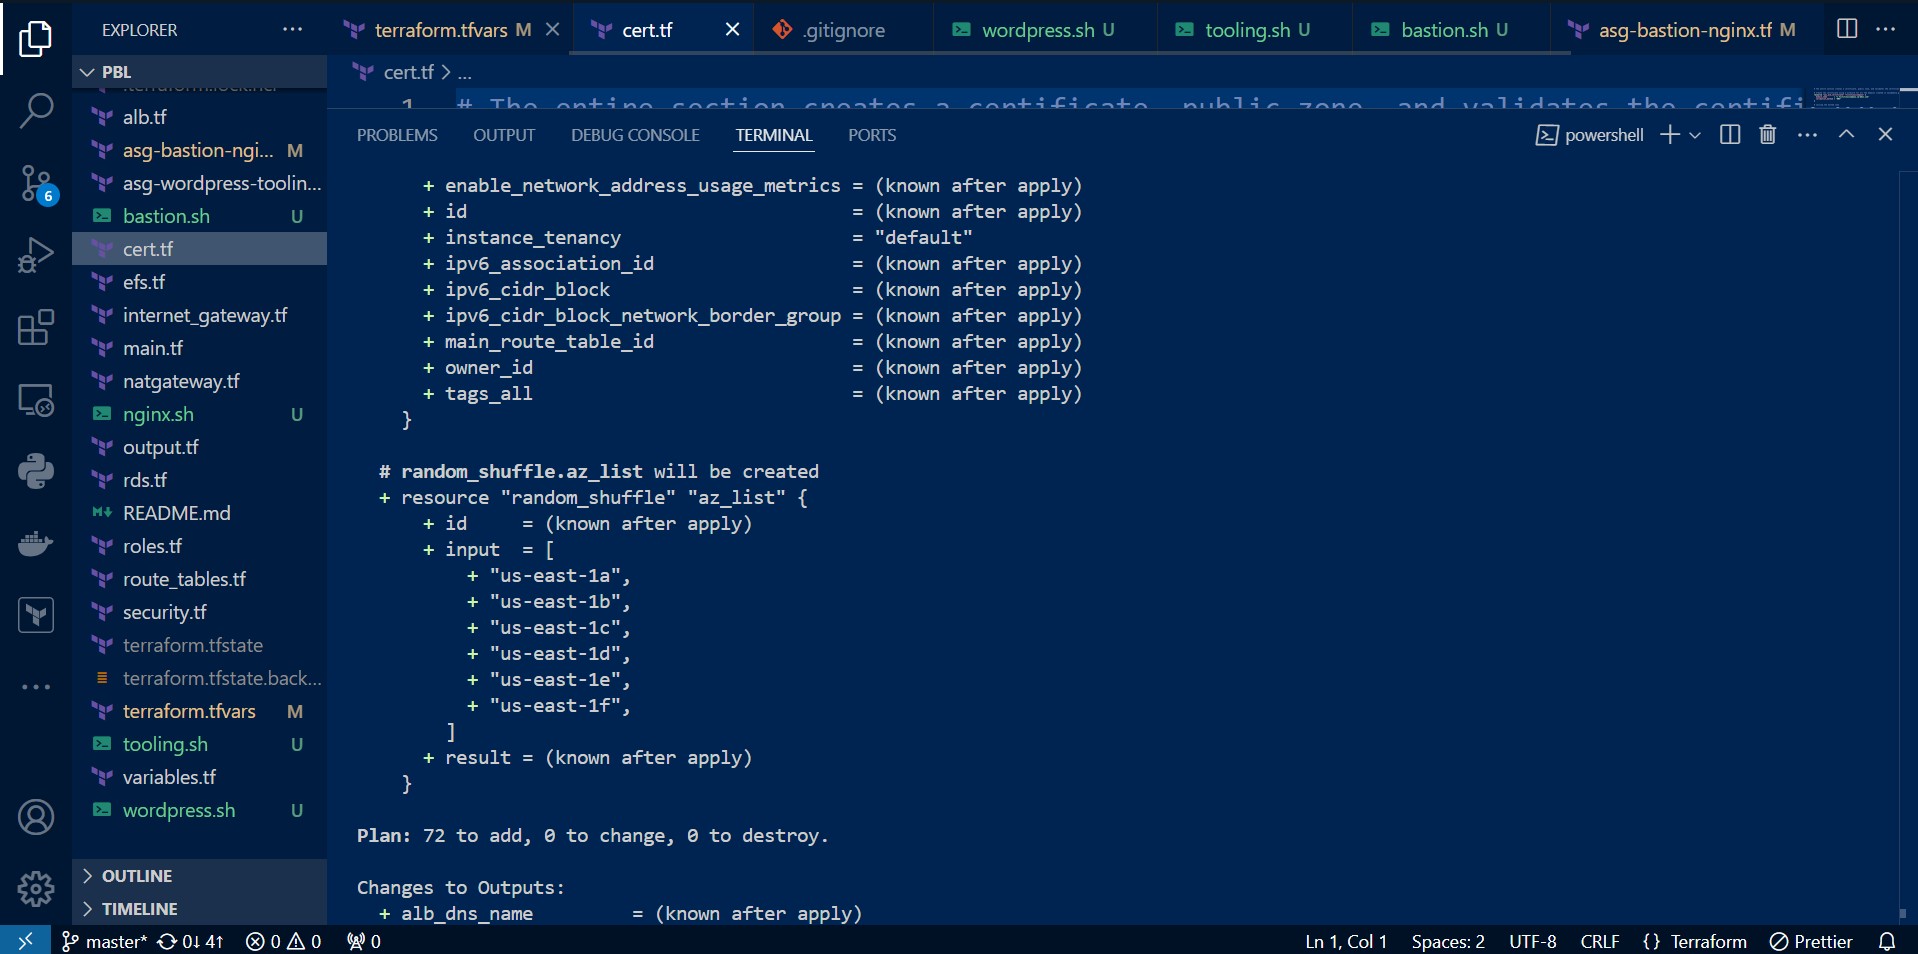 EXPLORER
terraform.tfvars M
cert.tf
.gitignore
wordpress.sh U
tooling.sh U
bastion.sh U
asg-bastion-nginx.tf M
PBL
.terraform.lock.hcl
alb.tf
asg-bastion-ngi... M
asg-wordpress-toolin...
bastion.sh U
cert.tf
efs.tf
internet_gateway.tf
main.tf
natgateway.tf
nginx.sh U
output.tf
rds.tf
README.md
roles.tf
route_tables.tf
security.tf
terraform.tfstate
terraform.tfstate.back...
terraform.tfvars M
tooling.sh U
variables.tf
wordpress.sh U
OUTLINE
TIMELINE
6
cert.tf > ...
1 # The entire section creates a certificate, public zone, and validates the certifi
PROBLEMS OUTPUT DEBUG CONSOLE TERMINAL PORTS
powershell
+ enable_network_address_usage_metrics = (known after apply)
+ id = (known after apply)
+ instance_tenancy = "default"
+ ipv6_association_id = (known after apply)
+ ipv6_cidr_block = (known after apply)
+ ipv6_cidr_block_network_border_group = (known after apply)
+ main_route_table_id = (known after apply)
+ owner_id = (known after apply)
+ tags_all = (known after apply)
}
# random_shuffle.az_list will be created
+ resource "random_shuffle" "az_list" {
+ id = (known after apply)
+ input = [
+ "us-east-1a",
+ "us-east-1b",
+ "us-east-1c",
+ "us-east-1d",
+ "us-east-1e",
+ "us-east-1f",
]
+ result = (known after apply)
}
Plan: 72 to add, 0 to change, 0 to destroy.
Changes to Outputs:
+ alb_dns_name = (known after apply)
master* 0↓ 4↑ 0 0 0
Ln 1, Col 1 Spaces: 2 UTF-8 CRLF {} Terraform Prettier